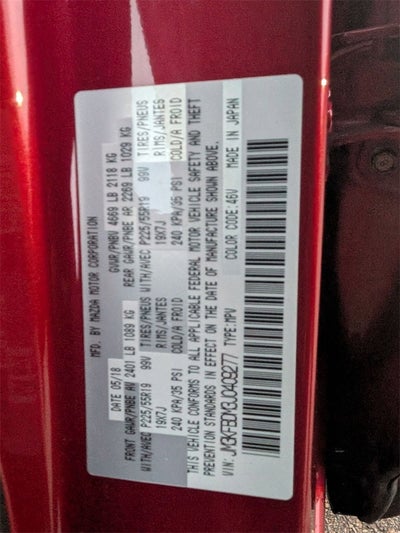 MFD. BY MAZDA MOTOR CORPORATION
GVWR/PNBV 4669 LB 2118 KG
DATE 05/18
FRONT GAWR/PNBE AV 2401 LB 1089 KG REAR GAWR/PNBE AR 2269 LB 1029 KG
WITH/AVEC P225/55R19 99V TIRES/PNEUS WITH/AVEC P225/55R19 99V TIRES/PNEUS
19X7J RIMS/JANTES 19X7J RIMS/JANTES
240 KPA/35 PSI COLD/A FROID 240 KPA/35 PSI COLD/A FROID
THIS VEHICLE CONFORMS TO ALL APPLICABLE FEDERAL MOTOR VEHICLE SAFETY AND THEFT
PREVENTION STANDARDS IN EFFECT ON THE DATE OF MANUFACTURE SHOWN ABOVE.
VIN: TYPE:MPV COLOR CODE:46V MADE IN JAPAN